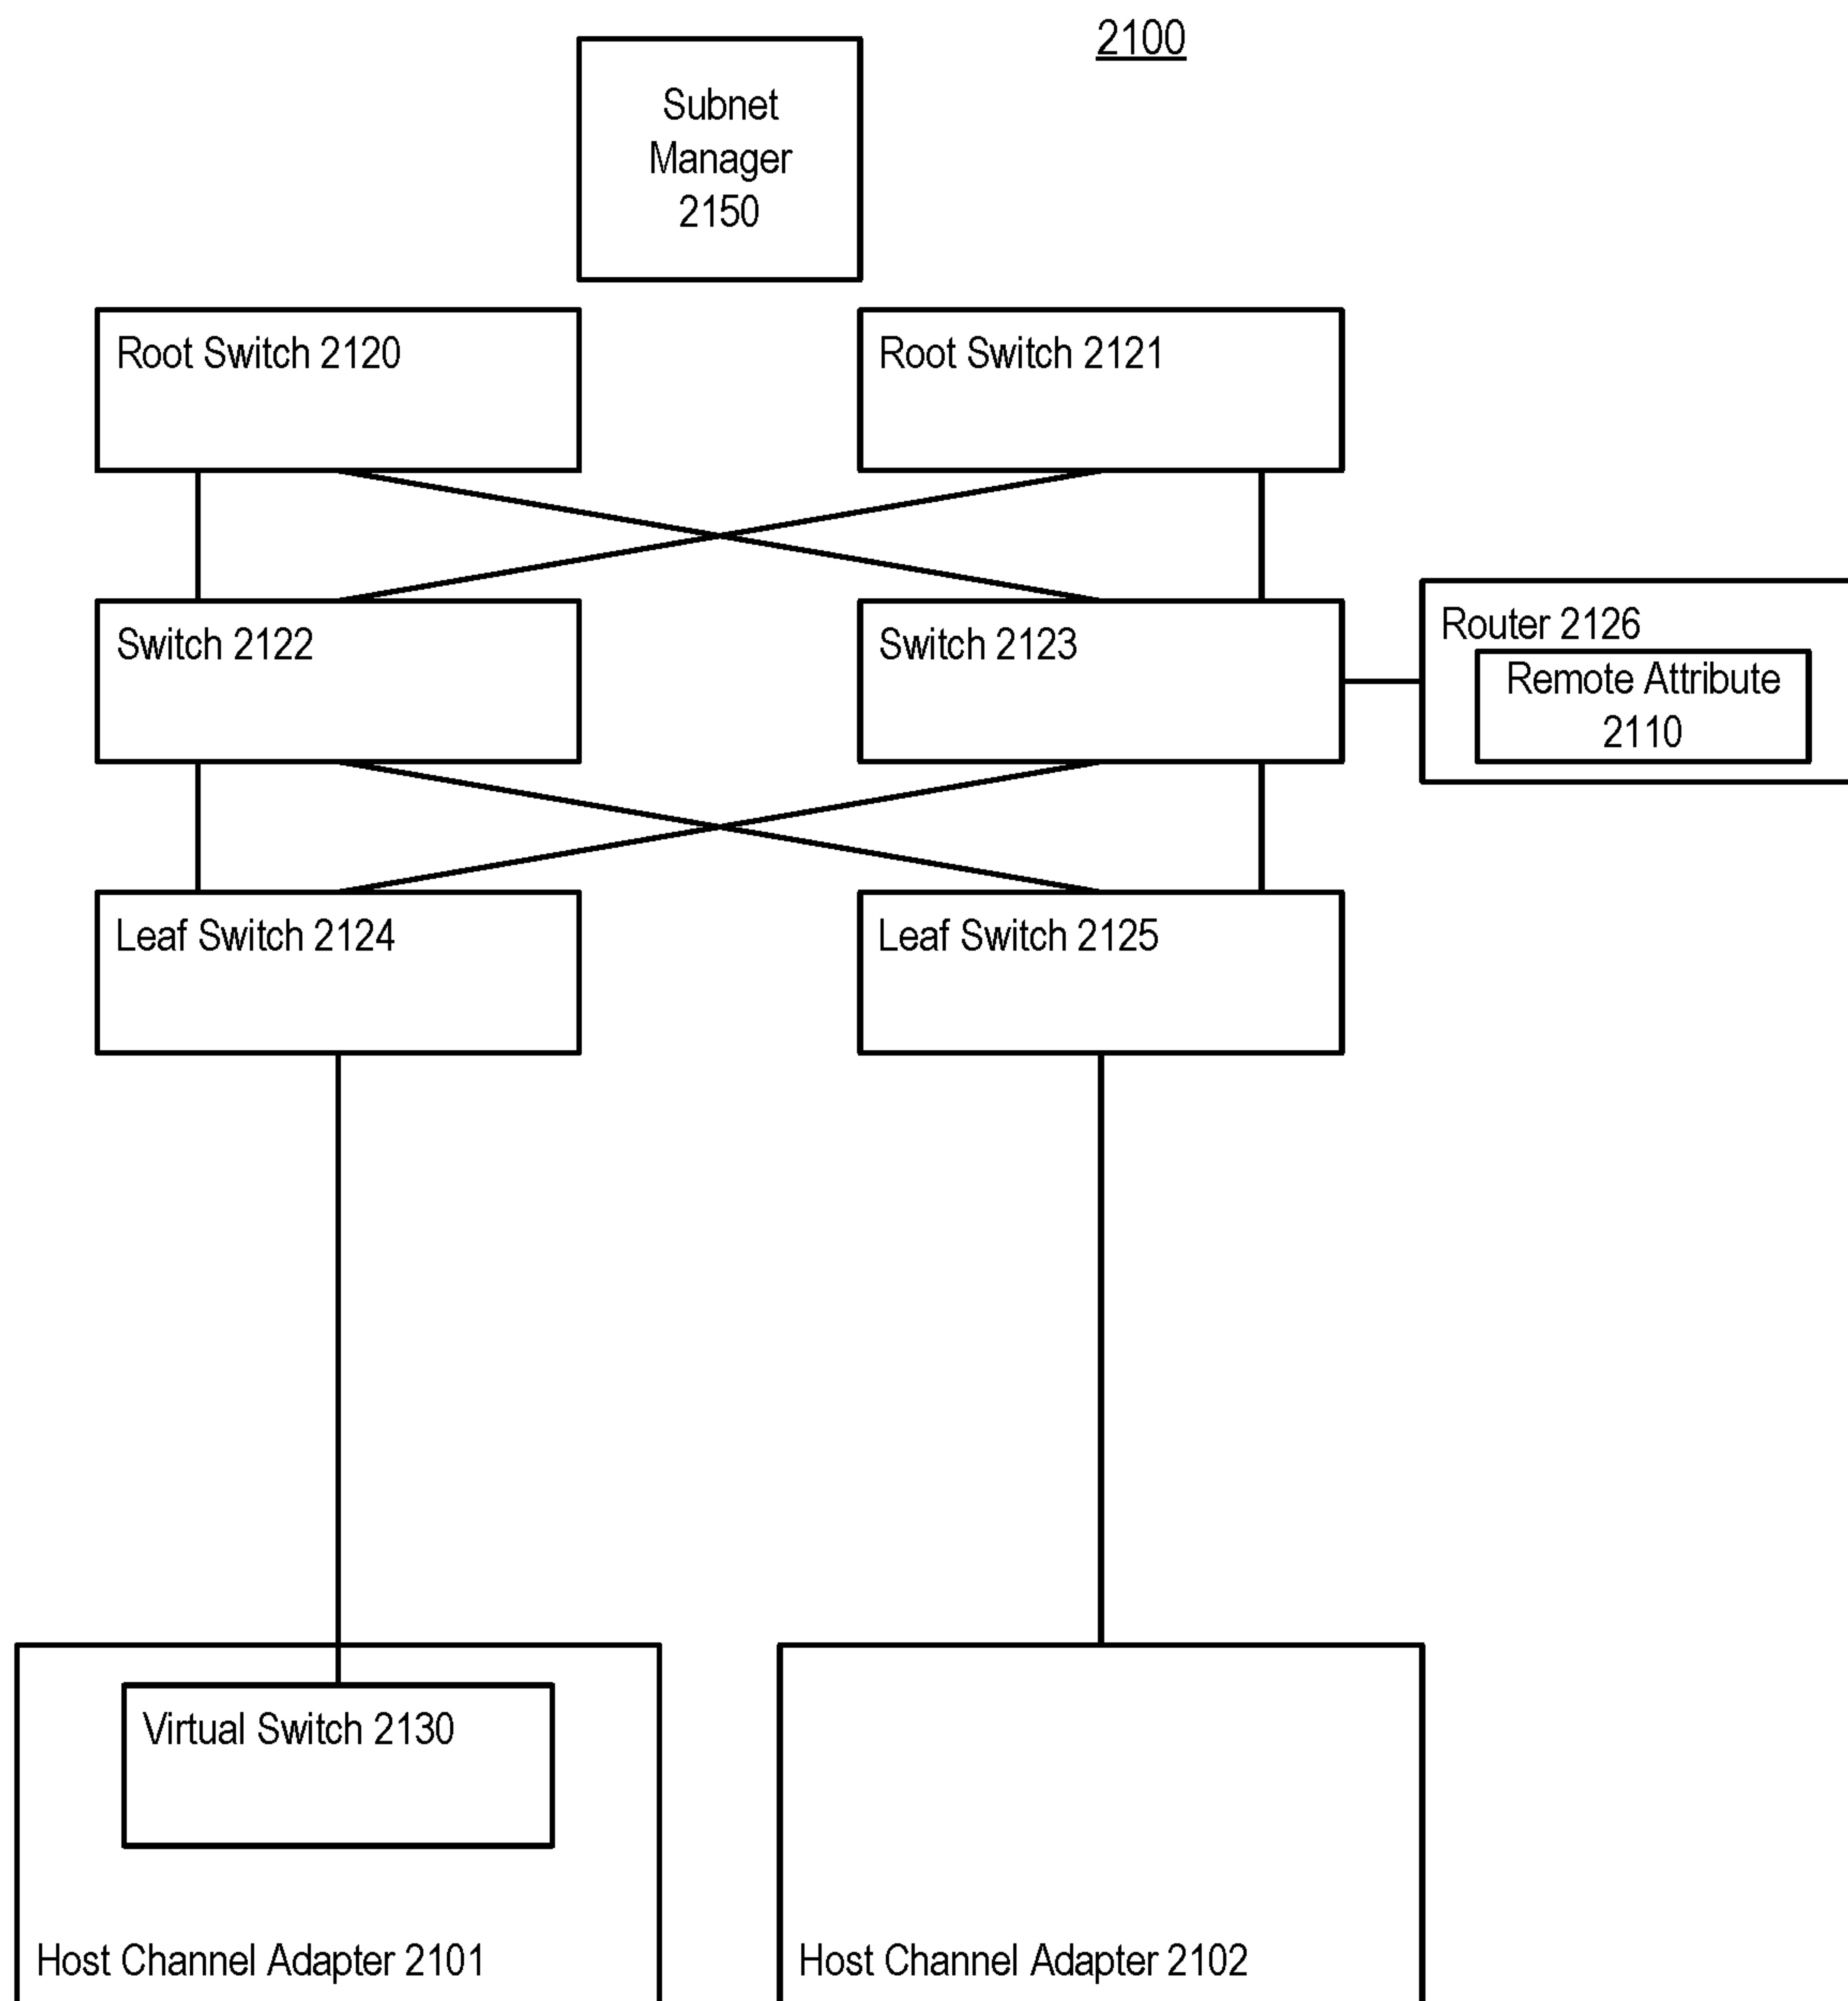 2100
Subnet
Manager
2150
Root Switch 2120
Root Switch 2121
Switch 2122
Switch 2123
Router 2126
Remote Attribute
2110
Leaf Switch 2124
Leaf Switch 2125
Virtual Switch 2130
Host Channel Adapter 2101
Host Channel Adapter 2102